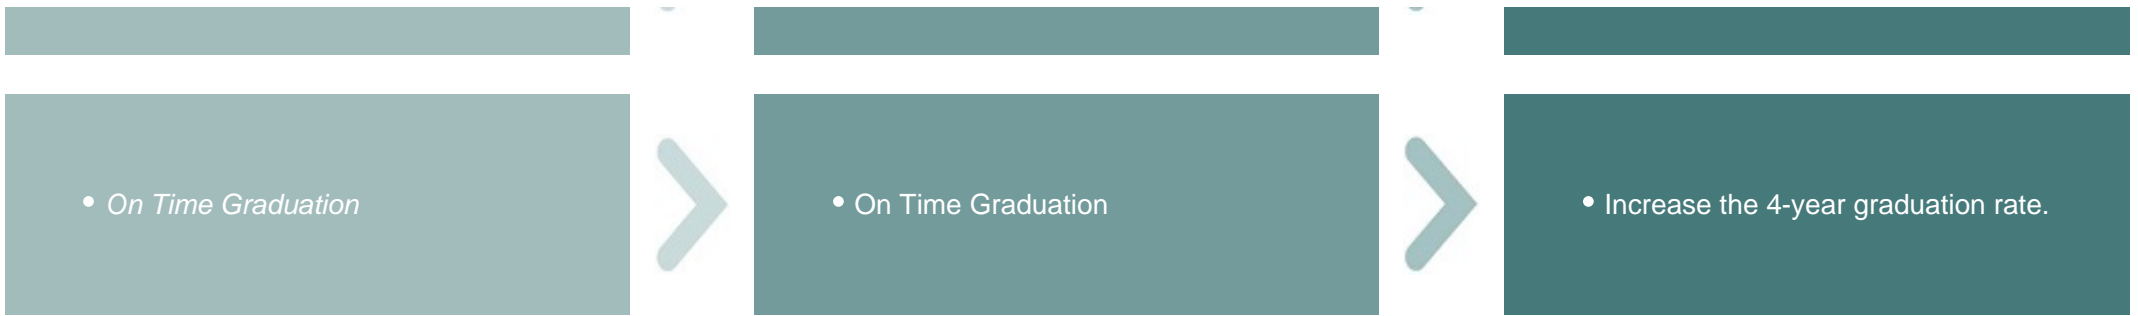 • On Time Graduation
• On Time Graduation
• Increase the 4-year graduation rate.